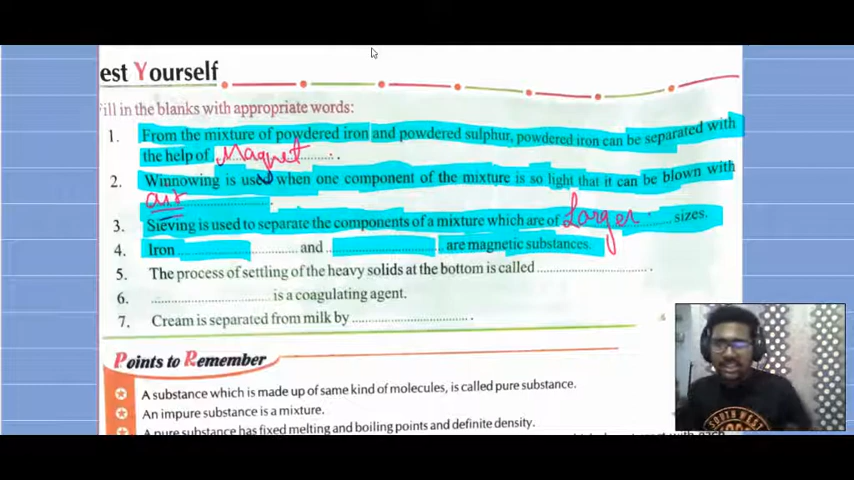 est Yourself
ill in the blanks with appropriate words:
1. From the mixture of powdered iron and powdered sulphur, powdered iron can be separated with
the help of Magnet .
2. Winnowing is used when one component of the mixture is so light that it can be blown with
air .
3. Sieving is used to separate the components of a mixture which are of Larger sizes.
4. Iron .............. and .............. are magnetic substances.
5. The process of settling of the heavy solids at the bottom is called .............. .
6. .............. is a coagulating agent.
7. Cream is separated from milk by .............. .
Points to Remember
A substance which is made up of same kind of molecules, is called pure substance.
An impure substance is a mixture.
A pure substance has fixed melting and boiling points and definite density.
SOUTH WEST